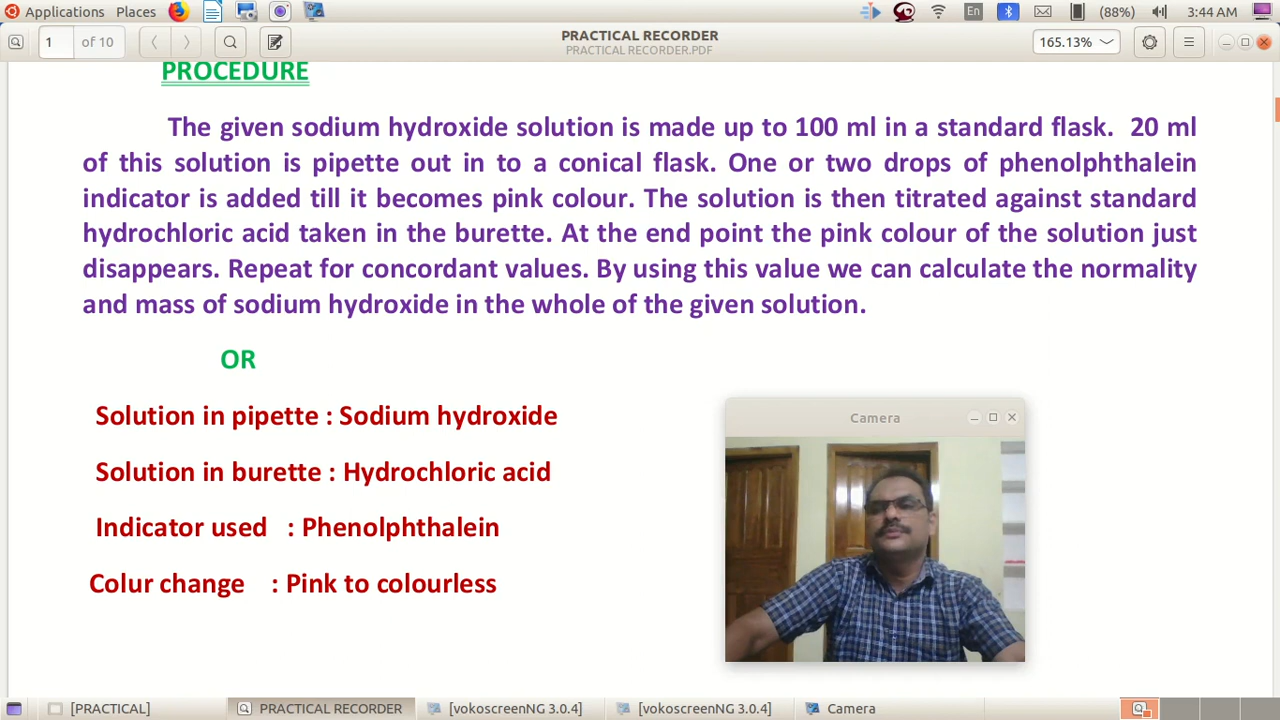 Applications Places En (88%) 3:44 AM
1 of 10 PRACTICAL RECORDER 165.13%
PRACTICAL RECORDER.PDF
PROCEDURE
The given sodium hydroxide solution is made up to 100 ml in a standard flask. 20 ml
of this solution is pipette out in to a conical flask. One or two drops of phenolphthalein
indicator is added till it becomes pink colour. The solution is then titrated against standard
hydrochloric acid taken in the burette. At the end point the pink colour of the solution just
disappears. Repeat for concordant values. By using this value we can calculate the normality
and mass of sodium hydroxide in the whole of the given solution.
OR
Solution in pipette : Sodium hydroxide
Camera
Solution in burette : Hydrochloric acid
Indicator used : Phenolphthalein
Colur change : Pink to colourless
[PRACTICAL] PRACTICAL RECORDER [vokoscreenNG 3.0.4] [vokoscreenNG 3.0.4] Camera